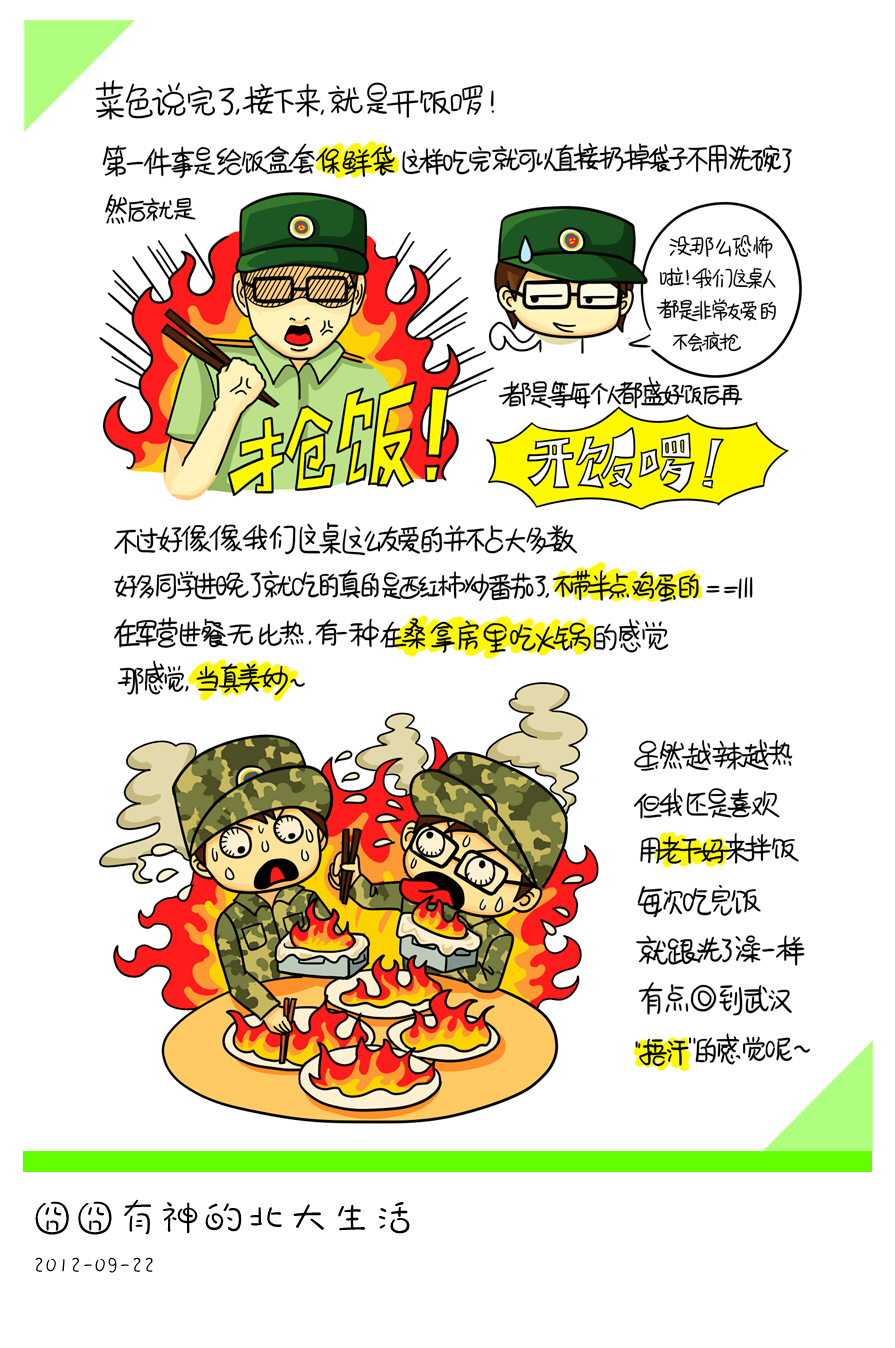 菜色说完了,接下来,就是开饭啰!
第一件事是给饭盒套保鲜袋 这样吃完就可以直接扔掉袋子不用洗碗了
然后就是
抢饭!
没那么恐怖
啦!我们这桌人
都是非常友爱的
不会疯抢
都是等每个人都盛好饭后再
开饭啰!
不过好像像我们这桌这么友爱的并不占大多数
好多同学进晚了就吃的真的是西红柿炒番茄了,不带半点鸡蛋的 ==|||
在军营进餐无比热,有一种在桑拿房里吃火锅的感觉
那感觉,当真美妙~
虽然越辣越热
但我还是喜欢
用老干妈来拌饭
每次吃完饭
就跟洗了澡一样
有点回到武汉
“捂汗”的感觉呢~
囧囧有神的北大生活
2012-09-22